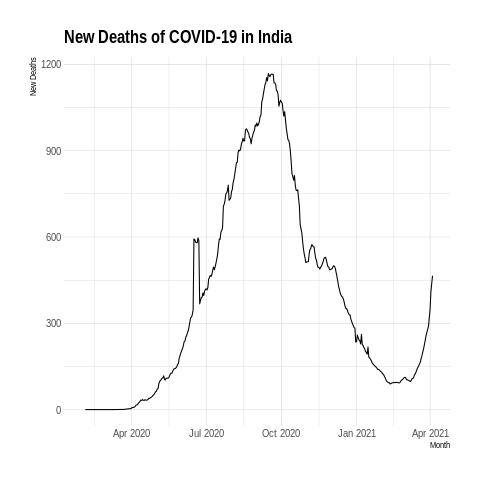 New Deaths of COVID-19 in India
New Deaths
1200
900
600
300
0
Apr 2020 Jul 2020 Oct 2020 Jan 2021 Apr 2021
Month